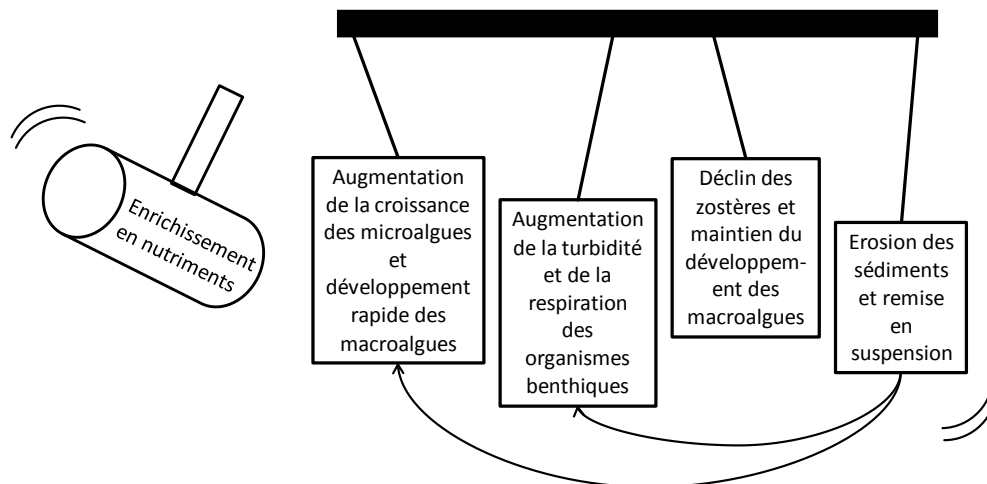 Enrichissement
en nutriments
Augmentation
de la croissance
des microalgues
et
développement
rapide des
macroalgues
Augmentation
de la turbidité
et de la
respiration
des
organismes
benthiques
Déclin des
zostères et
maintien du
développem-
ent des
macroalgues
Erosion des
sédiments
et remise
en
suspension